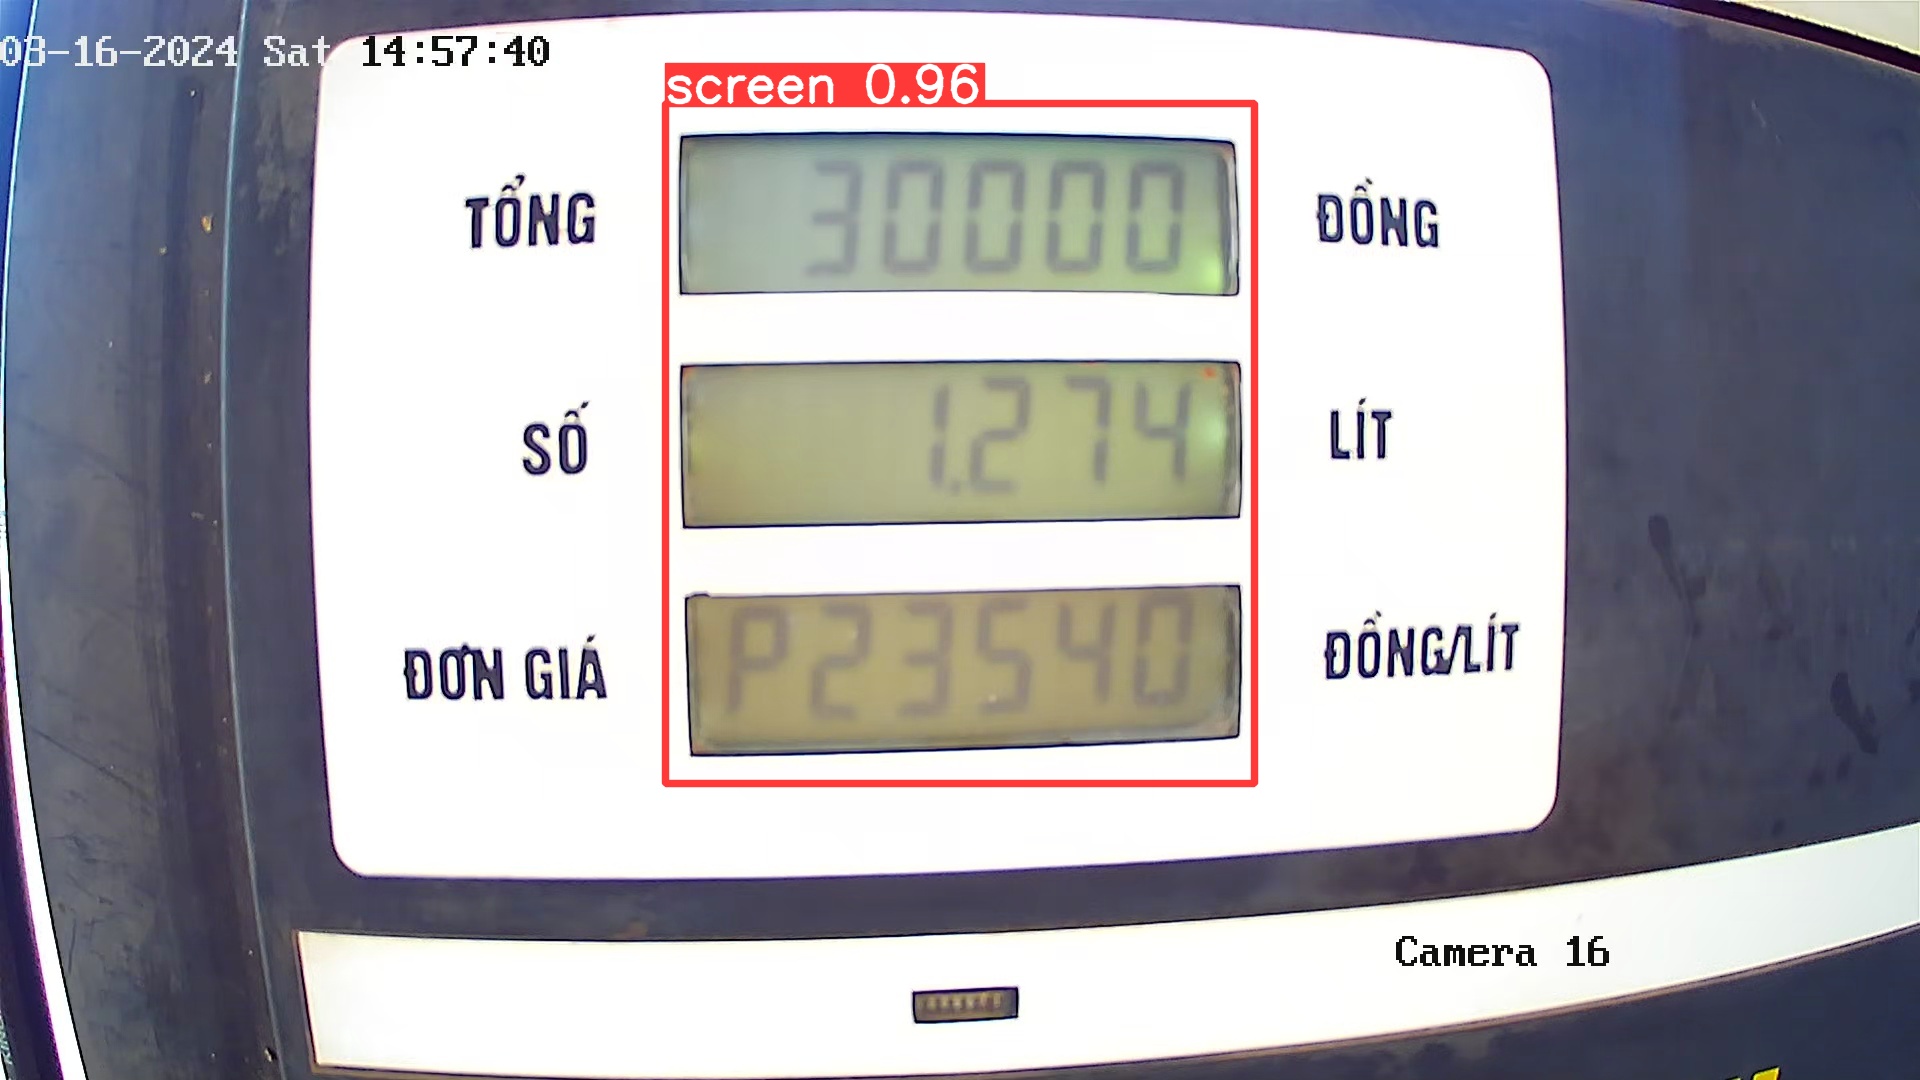 03-16-2024 Sat 14:57:40
screen 0.96
TỔNG 30000 ĐỒNG
SỐ 1.274 LÍT
ĐƠN GIÁ P23540 ĐỒNG/LÍT
Camera 16